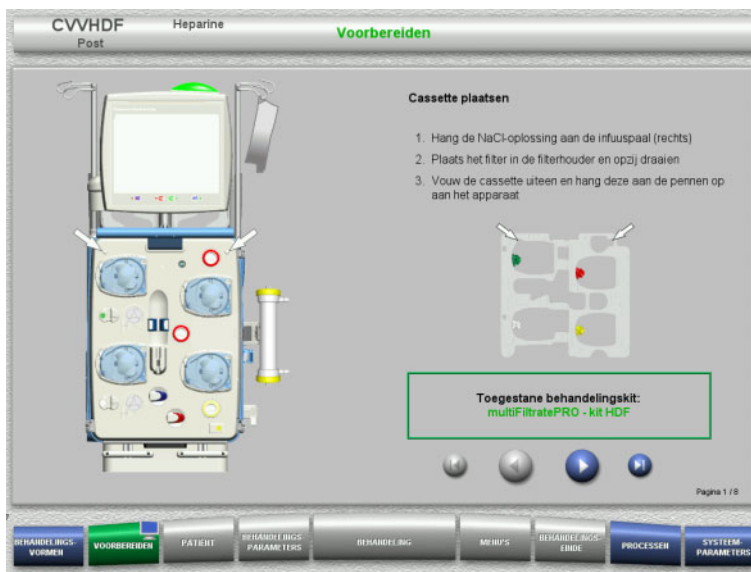 CVVHDF
Post
Heparine
Voorbereiden
Cassette plaatsen
1. Hang de NaCl-oplossing aan de infuuspaal (rechts)
2. Plaats het filter in de filterhouder en opzij draaien
3. Vouw de cassette uiteen en hang deze aan de pennen op
aan het apparaat
Toegestane behandelingskit:
multiFiltratePRO - kit HDF
Pagina 1 / 8
BEHANDELINGS-
VORMEN
VOORBEREIDEN
PATIËNT
BEHANDELINGS
PARAMETERS
BEHANDELING
MENU'S
BEHANDELINGS
EINDE
PROCESSEN
SYSTEEM-
PARAMETERS